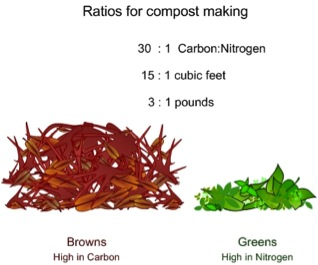 Ratios for compost making
30 : 1 Carbon:Nitrogen
15 : 1 cubic feet
3 : 1 pounds
Browns
High in Carbon
Greens
High in Nitrogen